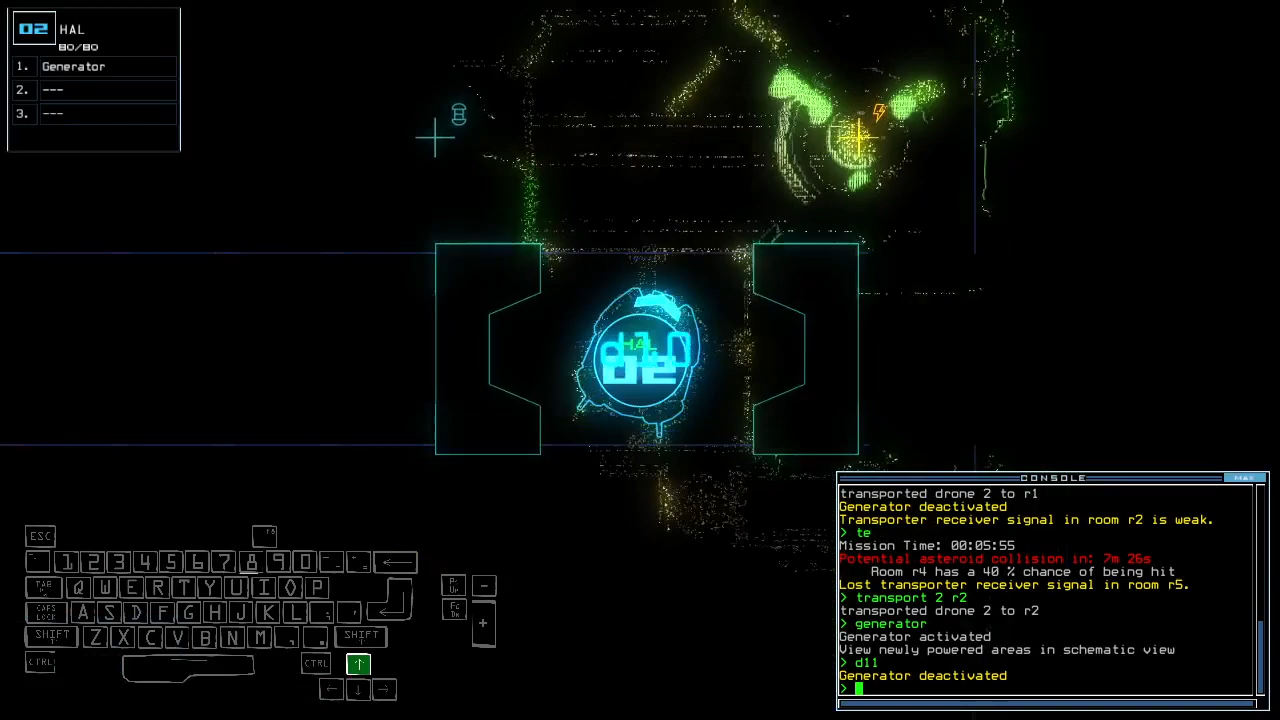 02 HAL
80/80
1. Generator
2. ---
3. ---
HAL
02
CONSOLE MAX
transported drone 2 to r1
Generator deactivated
Transporter receiver signal in room r2 is weak.
> te
Mission Time: 00:05:55
Potential asteroid collision in: 7m 26s
Room r4 has a 40 % chance of being hit
Lost transporter receiver signal in room r5.
> transport 2 r2
transported drone 2 to r2
> generator
Generator activated
View newly powered areas in schematic view
> d11
Generator deactivated
>
ESC
1 2 3 4 5 6 7 8 9 0 - +
TAB Q W E R T Y U I O P
CAPS LOCK A S D F G H J K L ; ,
SHIFT Z X C V B N M , . SHIFT
CTRL CTRL